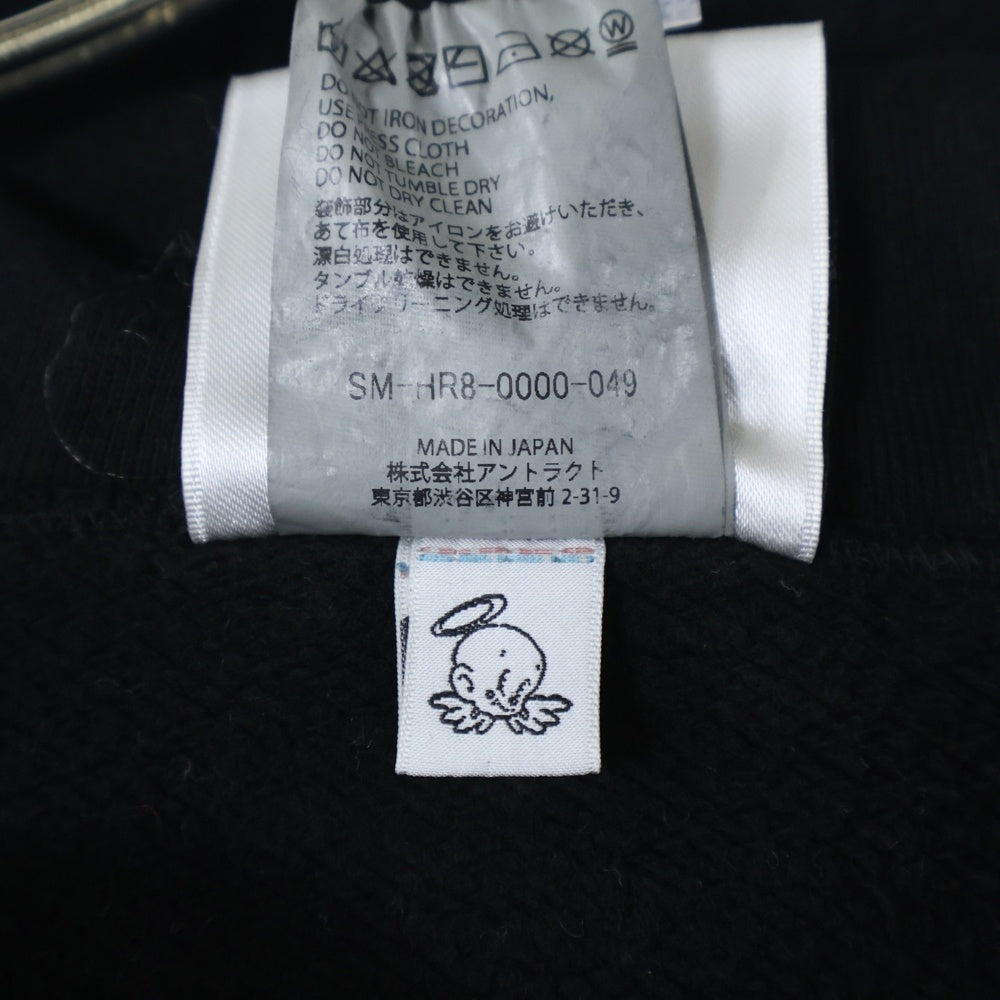 W
DO NOT IRON DECORATION,
USE PRESS CLOTH
DO NOT BLEACH
DO NOT TUMBLE DRY
DO NOT DRY CLEAN
装飾部分はアイロンをお避けいただき、
あて布を使用して下さい。
漂白処理はできません。
タンブル乾燥はできません。
ドライクリーニング処理はできません。
SM-HR8-0000-049
MADE IN JAPAN
株式会社アントラクト
東京都渋谷区神宮前 2-31-9